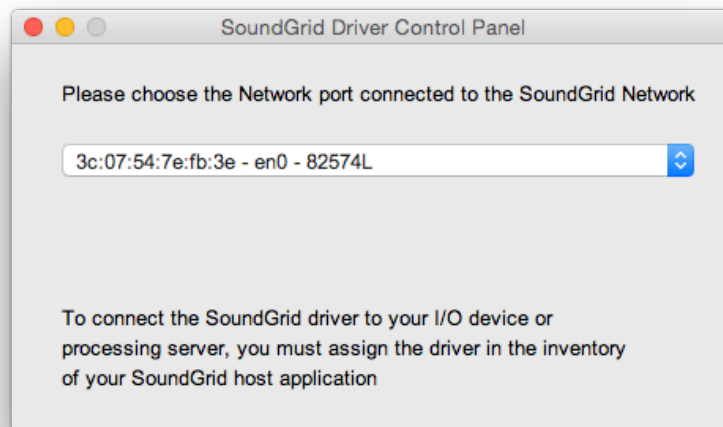 SoundGrid Driver Control Panel
Please choose the Network port connected to the SoundGrid Network
3c:07:54:7e:fb:3e - en0 - 82574L
To connect the SoundGrid driver to your I/O device or
processing server, you must assign the driver in the inventory
of your SoundGrid host application